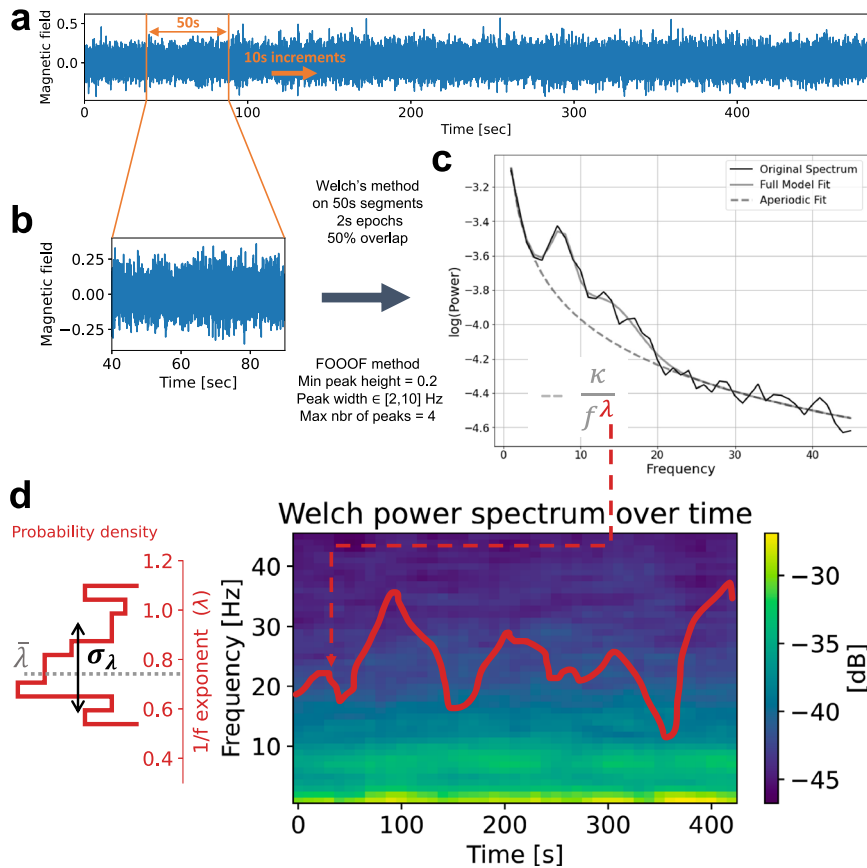 a
Magnetic field
0.5
0.0
50s
10s increments
0
100
200
300
400
Time [sec]
b
Magnetic field
0.25
0.00
−0.25
40
60
80
Time [sec]
Welch's method
on 50s segments
2s epochs
50% overlap
FOOOF method
Min peak height = 0.2
Peak width ∈ [2,10] Hz
Max nbr of peaks = 4
c
Original Spectrum
Full Model Fit
Aperiodic Fit
log(Power)
−3.2
−3.4
−3.6
−3.8
−4.0
−4.2
−4.4
−4.6
κ
f^λ
0
10
20
30
40
Frequency
d
Probability density
1.2
1.0
0.8
0.6
0.4
1/f exponent (λ)
λ̄
σλ
Welch power spectrum over time
Frequency [Hz]
40
30
20
10
0
100
200
300
400
Time [s]
−30
−35
−40
−45
[dB]